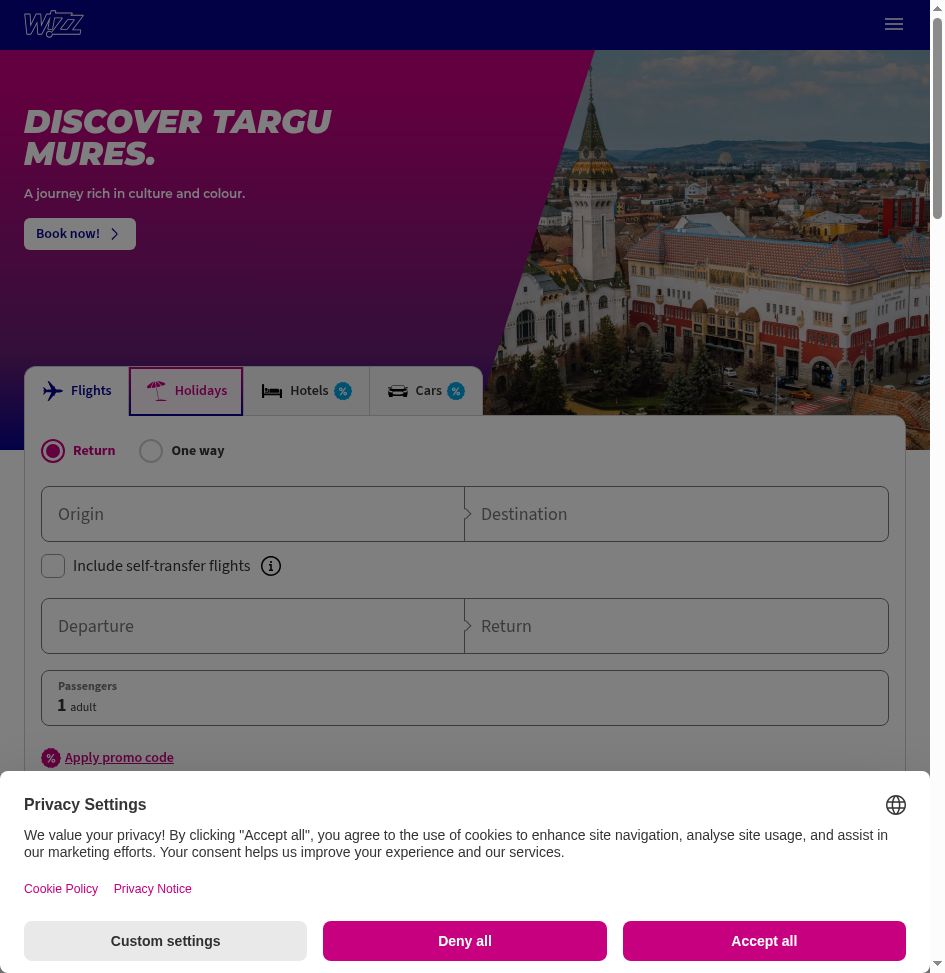 WIZZ
DISCOVER TARGU
MURES.
A journey rich in culture and colour.
Book now!
Flights
Holidays
Hotels %
Cars %
Return
One way
Origin
Destination
Include self-transfer flights
Departure
Return
Passengers
1 adult
% Apply promo code
Privacy Settings
We value your privacy! By clicking "Accept all", you agree to the use of cookies to enhance site navigation, analyse site usage, and assist in
our marketing efforts. Your consent helps us improve your experience and our services.
Cookie Policy
Privacy Notice
Custom settings
Deny all
Accept all